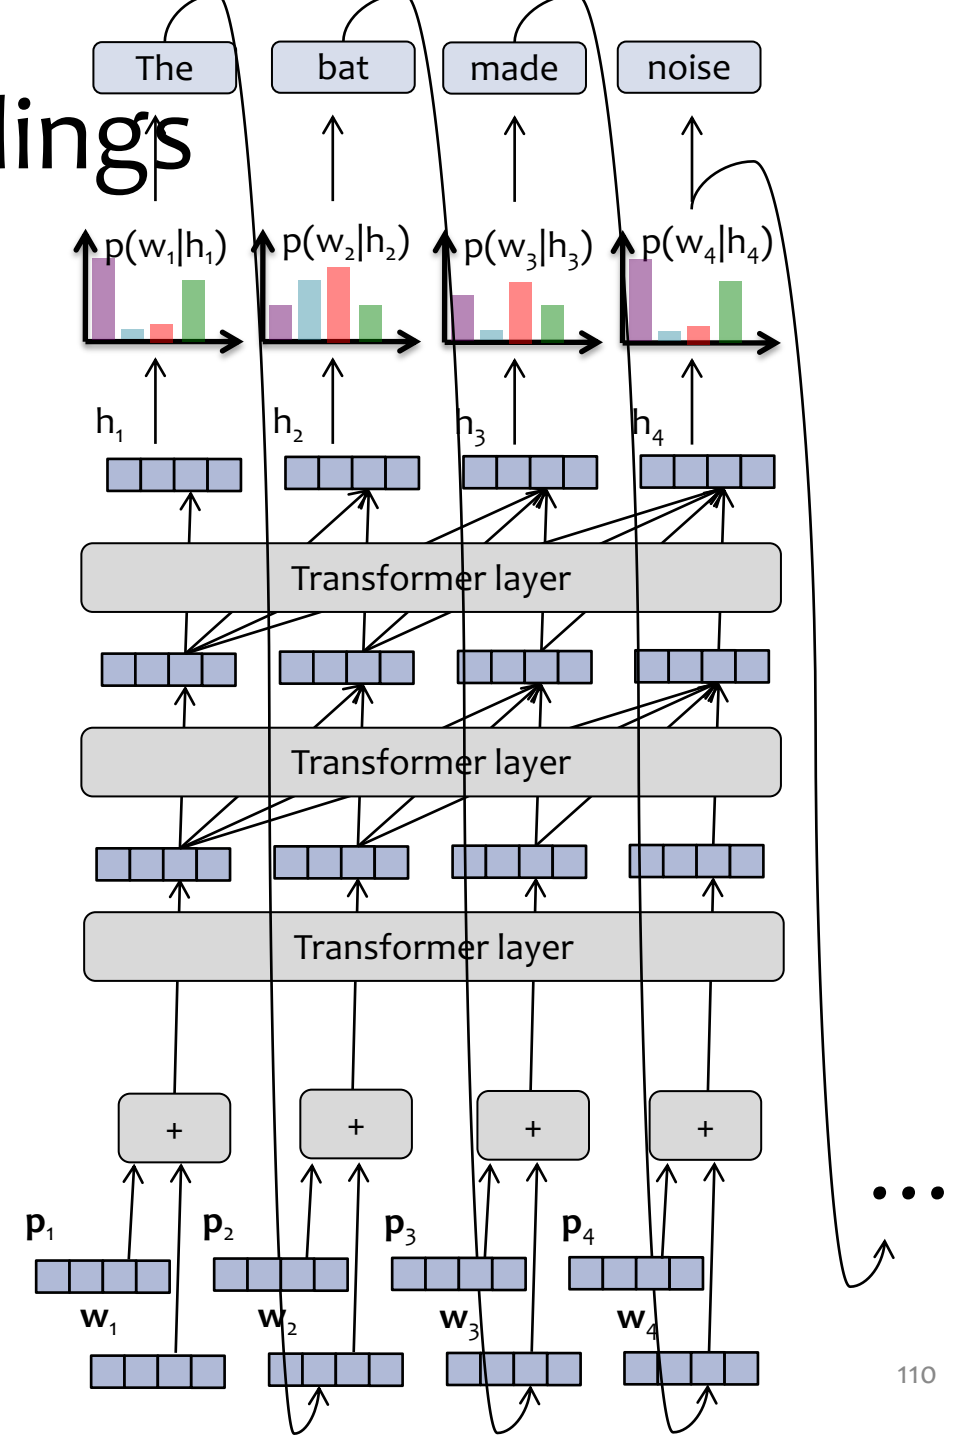 The bat made noise
dings
p(w₁|h₁) p(w₂|h₂) p(w₃|h₃) p(w₄|h₄)
h₁ h₂ h₃ h₄
Transformer layer
Transformer layer
Transformer layer
+ + + +
p₁ p₂ p₃ p₄
...
w₁ w₂ w₃ w₄
110